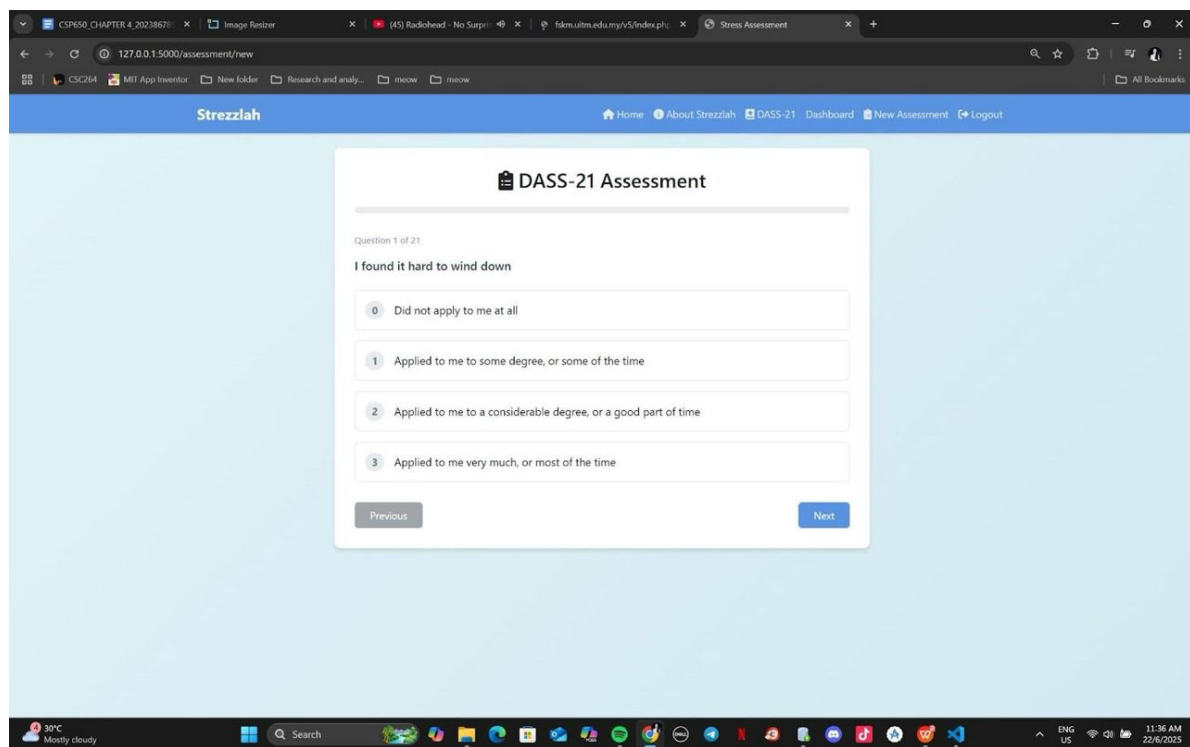 CSP650_CHAPTER 4_20238678
Image Resizer
(45) Radiohead - No Surpri
fskm.uitm.edu.my/v5/index.php
Stress Assessment
127.0.0.1:5000/assessment/new
CSC264
MIT App Inventor
New folder
Research and analy...
meow
meow
All Bookmarks
Strezzlah
Home
About Strezzlah
DASS-21
Dashboard
New Assessment
Logout
DASS-21 Assessment
Question 1 of 21
I found it hard to wind down
0 Did not apply to me at all
1 Applied to me to some degree, or some of the time
2 Applied to me to a considerable degree, or a good part of time
3 Applied to me very much, or most of the time
Previous
Next
30°C
Mostly cloudy
Search
ENG
US
11:36 AM
22/6/2025